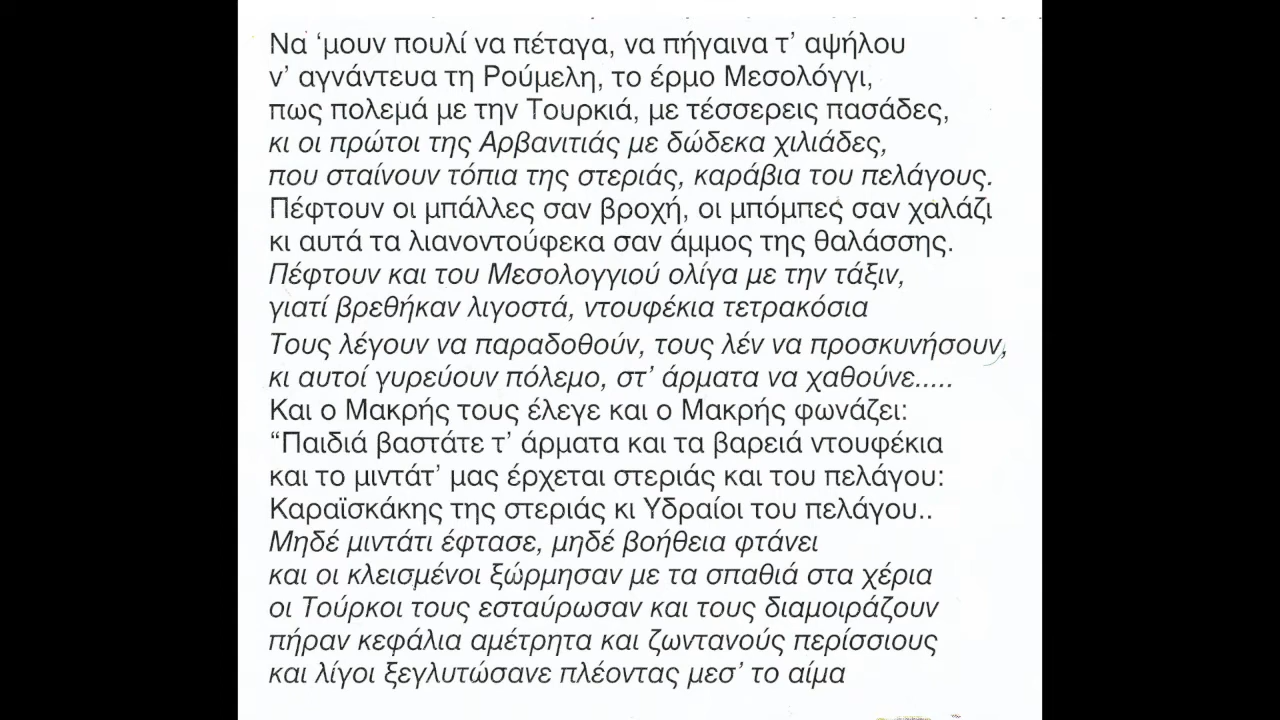 Να ‘μουν πουλί να πέταγα, να πήγαινα τ’ αψήλου
ν’ αγνάντευα τη Ρούμελη, το έρμο Μεσολόγγι,
πως πολεμά με την Τουρκιά, με τέσσερεις πασάδες,
κι οι πρώτοι της Αρβανιτιάς με δώδεκα χιλιάδες,
που σταίνουν τόπια της στεριάς, καράβια του πελάγους.
Πέφτουν οι μπάλλες σαν βροχή, οι μπόμπες σαν χαλάζι
κι αυτά τα λιανοντούφεκα σαν άμμος της θαλάσσης.
Πέφτουν και του Μεσολογγιού ολίγα με την τάξιν,
γιατί βρεθήκαν λιγοστά, ντουφέκια τετρακόσια
Τους λέγουν να παραδοθούν, τους λέν να προσκυνήσουν,
κι αυτοί γυρεύουν πόλεμο, στ’ άρματα να χαθούνε.....
Και ο Μακρής τους έλεγε και ο Μακρής φωνάζει:
“Παιδιά βαστάτε τ’ άρματα και τα βαρειά ντουφέκια
και το μιντάτ’ μας έρχεται στεριάς και του πελάγου:
Καραϊσκάκης της στεριάς κι Υδραίοι του πελάγου..
Μηδέ μιντάτι έφτασε, μηδέ βοήθεια φτάνει
και οι κλεισμένοι ξώρμησαν με τα σπαθιά στα χέρια
οι Τούρκοι τους εσταύρωσαν και τους διαμοιράζουν
πήραν κεφάλια αμέτρητα και ζωντανούς περίσσιους
και λίγοι ξεγλυτώσανε πλέοντας μεσ’ το αίμα